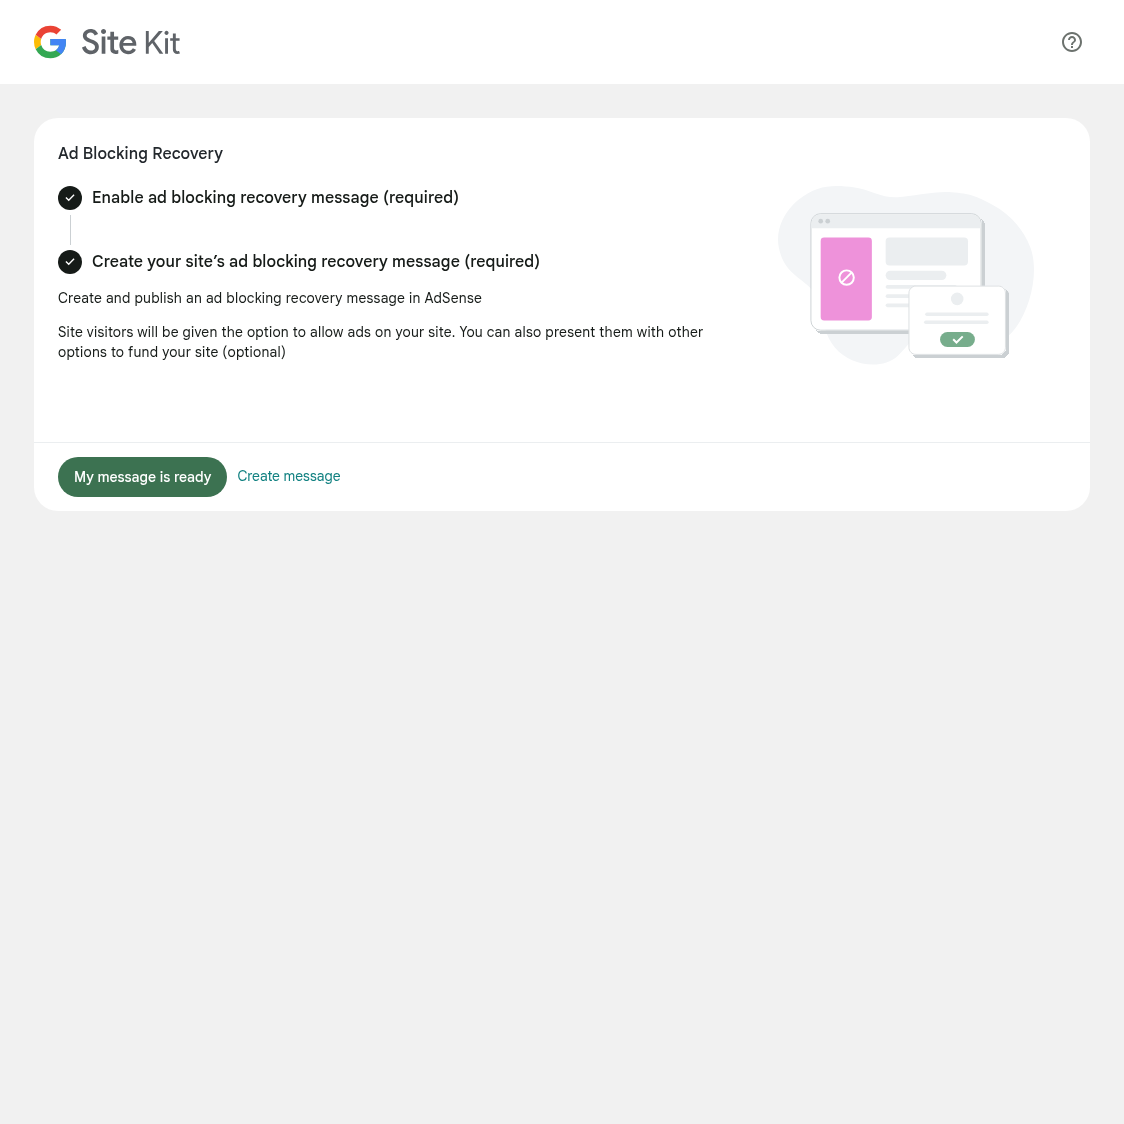 Site Kit
Ad Blocking Recovery
Enable ad blocking recovery message (required)
Create your site’s ad blocking recovery message (required)
Create and publish an ad blocking recovery message in AdSense
Site visitors will be given the option to allow ads on your site. You can also present them with other
options to fund your site (optional)
My message is ready
Create message